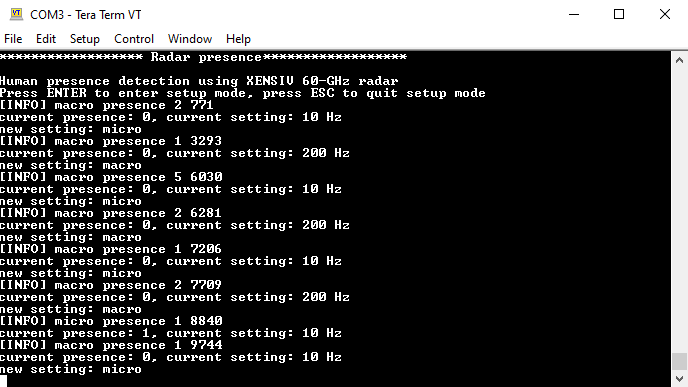 COM3 - Tera Term VT
File Edit Setup Control Window Help
****************** Radar presence******************
Human presence detection using XENSIV 60-GHz radar
Press ENTER to enter setup mode, press ESC to quit setup mode
[INFO] macro presence 2 771
current presence: 0, current setting: 10 Hz
new setting: micro
[INFO] macro presence 1 3293
current presence: 0, current setting: 200 Hz
new setting: macro
[INFO] macro presence 5 6030
current presence: 0, current setting: 10 Hz
new setting: micro
[INFO] macro presence 2 6281
current presence: 0, current setting: 200 Hz
new setting: macro
[INFO] macro presence 1 7206
current presence: 0, current setting: 10 Hz
new setting: micro
[INFO] macro presence 2 7709
current presence: 0, current setting: 200 Hz
new setting: macro
[INFO] micro presence 1 8840
current presence: 1, current setting: 10 Hz
[INFO] macro presence 1 9744
current presence: 0, current setting: 10 Hz
new setting: micro